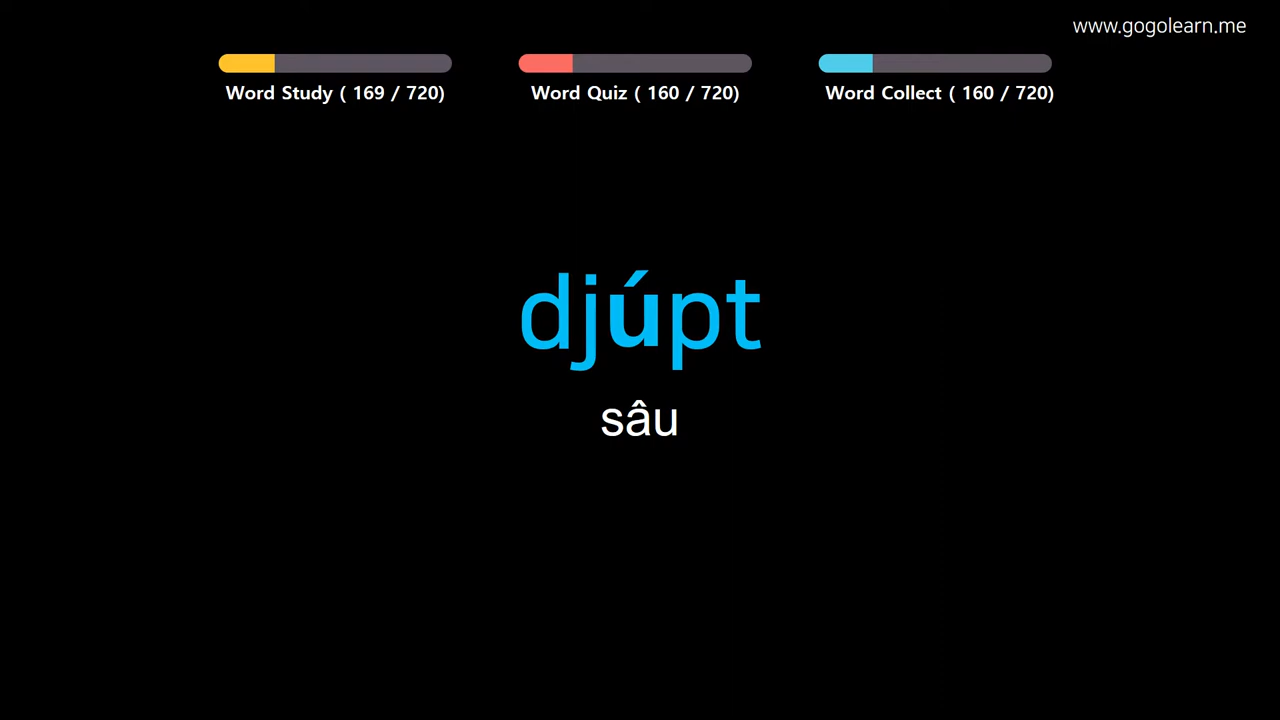 www.gogolearn.me
Word Study ( 169 / 720)
Word Quiz ( 160 / 720)
Word Collect ( 160 / 720)
djúpt
sâu